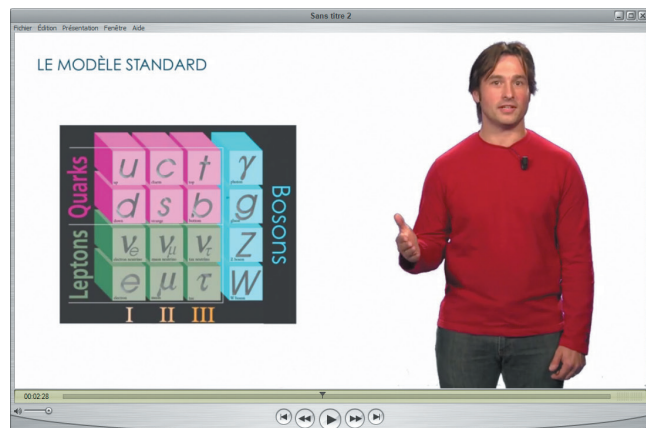 Sans titre 2
Fichier Édition Présentation Fenêtre Aide
LE MODÈLE STANDARD
Quarks
Leptons
Bosons
u c t γ
d s b g
νe νμ ντ Z
e μ τ W
I II III
00:02:28